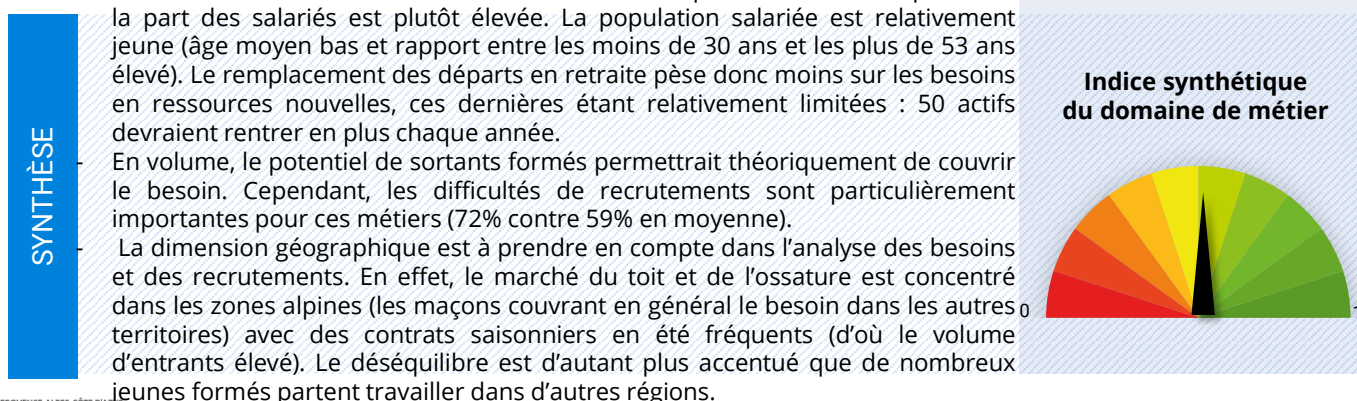 la part des salariés est plutôt élevée. La population salariée est relativement
jeune (âge moyen bas et rapport entre les moins de 30 ans et les plus de 53 ans
élevé). Le remplacement des départs en retraite pèse donc moins sur les besoins
en ressources nouvelles, ces dernières étant relativement limitées : 50 actifs
devraient rentrer en plus chaque année.
- En volume, le potentiel de sortants formés permettrait théoriquement de couvrir
le besoin. Cependant, les difficultés de recrutements sont particulièrement
importantes pour ces métiers (72% contre 59% en moyenne).
- La dimension géographique est à prendre en compte dans l’analyse des besoins
et des recrutements. En effet, le marché du toit et de l’ossature est concentré
dans les zones alpines (les maçons couvrant en général le besoin dans les autres
territoires) avec des contrats saisonniers en été fréquents (d’où le volume
d’entrants élevé). Le déséquilibre est d’autant plus accentué que de nombreux
jeunes formés partent travailler dans d’autres régions.
SYNTHÈSE
Indice synthétique
du domaine de métier
0